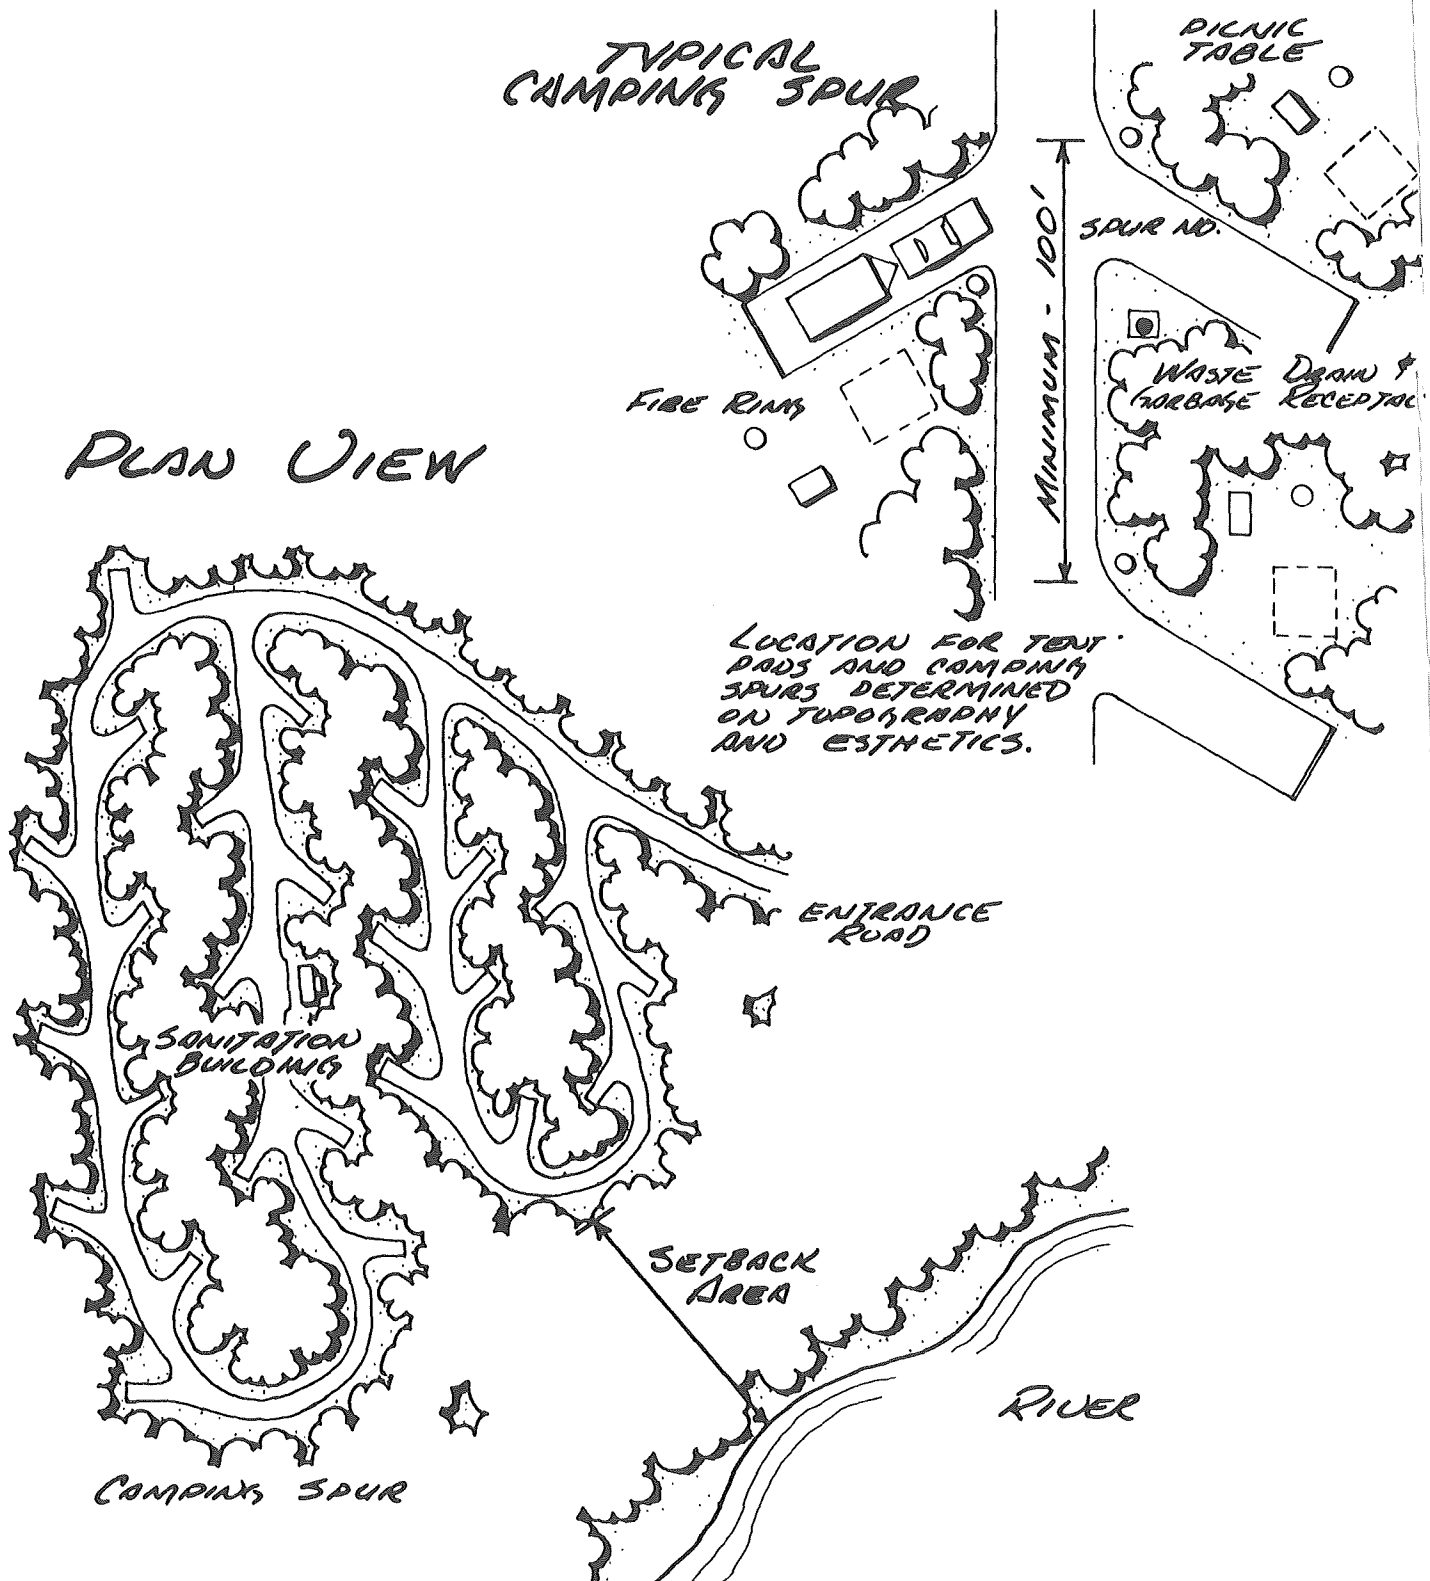 TYPICAL
CAMPING SPUR
PICNIC
TABLE
MINIMUM - 100'
SPUR NO.
WASTE DRAIN &
GARBAGE RECEPTAC
FIRE RING
PLAN VIEW
LOCATION FOR TENT
PADS AND CAMPING
SPURS DETERMINED
ON TOPOGRAPHY
AND ESTHETICS.
ENTRANCE
ROAD
SANITATION
BUILDING
SETBACK
AREA
RIVER
CAMPING SPUR